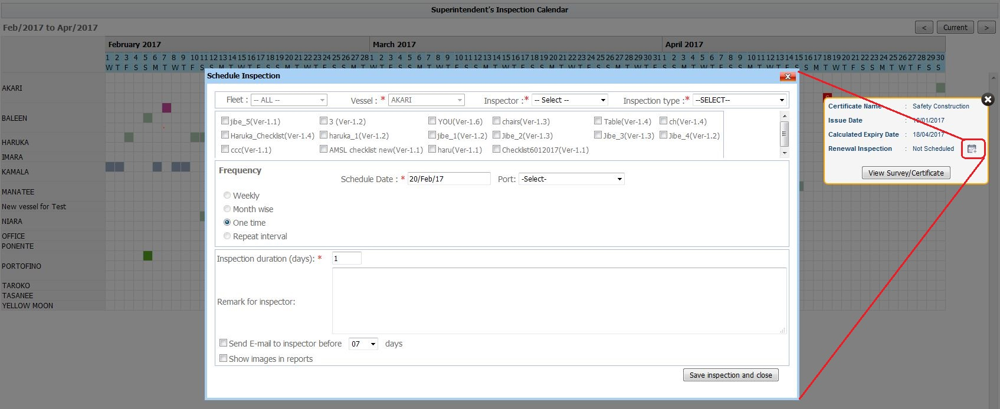 Superintendent's Inspection Calendar
Feb/2017 to Apr/2017
< Current >
February 2017 March 2017 April 2017
1 2 3 4 5 6 7 8 9 10 11 12 13 14 15 16 17 18 19 20 21 22 23 24 25 26 27 28 1 2 3 4 5 6 7 8 9 10 11 12 13 14 15 16 17 18 19 20 21 22 23 24 25 26 27 28 29 30 31 1 2 3 4 5 6 7 8 9 10 11 12 13 14 15 16 17 18 19 20 21 22 23 24 25 26 27 28 29 30
W T F S S M T W T F S S M T W T F S S M T W T F S S
AKARI
BALEEN
HARUKA
IMARA
KAMALA
MANATEE
New vessel for Test
NIARA
OFFICE
PONENTE
PORTOFINO
TAROKO
TASANEE
YELLOW MOON
Schedule Inspection
Fleet : -- ALL -- Vessel : * AKARI Inspector :* -- Select -- Inspection type :* --SELECT--
jibe_5(Ver-1.1) 3 (Ver-1.2) YOU(Ver-1.6) chairs(Ver-1.3) Table(Ver-1.4) ch(Ver-1.4)
Haruka_Checklist(Ver-1.4) haruka_1(Ver-1.2) jibe_1(Ver-1.2) Jibe_2(Ver-1.3) Jibe_3(Ver-1.3) Jibe_4(Ver-1.2)
ccc(Ver-1.1) AMSL checklist new(Ver-1.1) haru(Ver-1.1) Checklist6012017(Ver-1.1)
Frequency
Schedule Date : * 20/Feb/17 Port: -Select-
Weekly
Month wise
One time
Repeat interval
Inspection duration (days): * 1
Remark for inspector:
Send E-mail to inspector before 07 days
Show images in reports
Save inspection and close
Certificate Name : Safety Construction
Issue Date : 10/01/2017
Calculated Expiry Date : 18/04/2017
Renewal Inspection : Not Scheduled
View Survey/Certificate